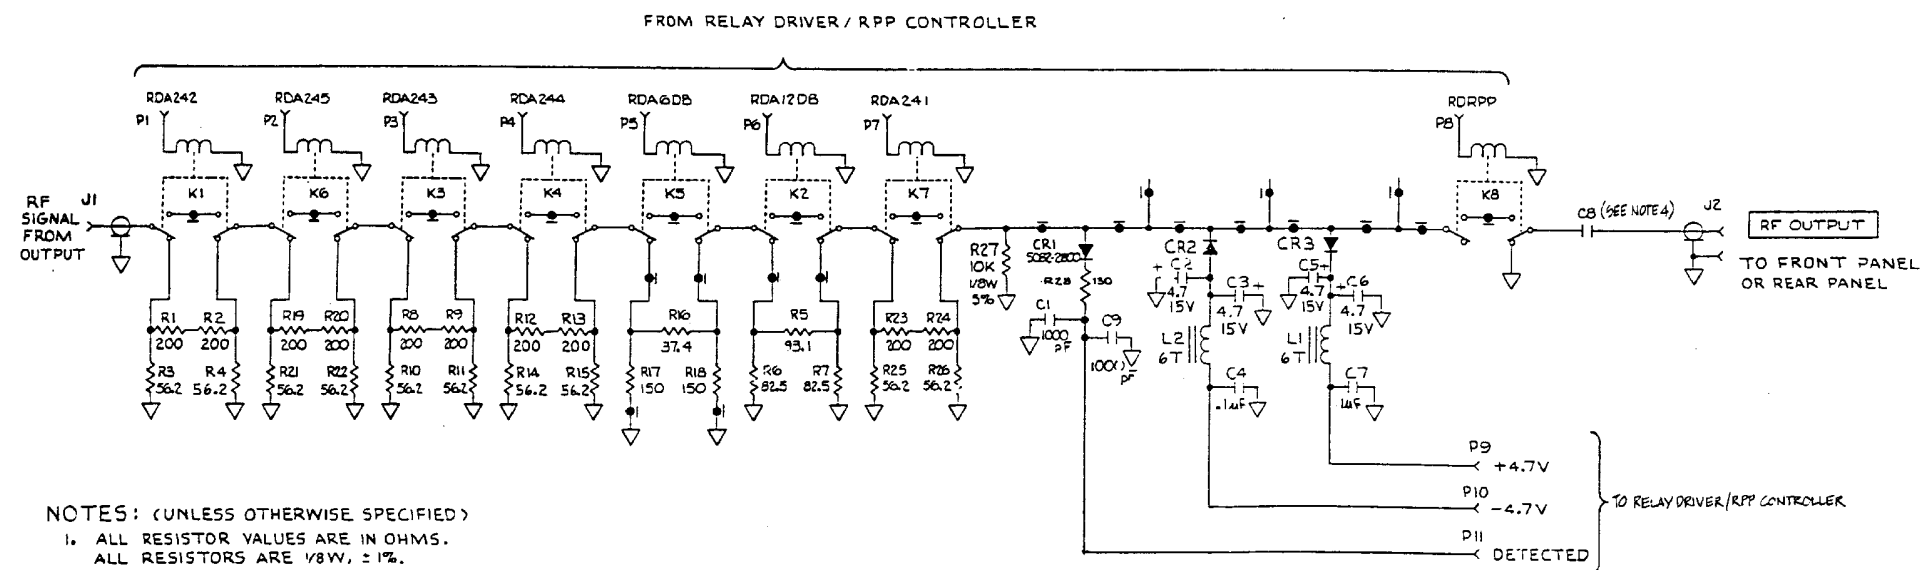 FROM RELAY DRIVER / RPP CONTROLLER
RDA242 RDA245 RDA243 RDA244 RDA6DB RDA12DB RDA241 RDRPP
P1 P2 P3 P4 P5 P6 P7 P8
K1 K6 K3 K4 K5 K2 K7 K8
RF
SIGNAL
FROM
OUTPUT
J1
R1 R2
200 200
R3 R4
56.2 56.2
R19 R20
200 200
R21 R22
56.2 56.2
R8 R9
200 200
R10 R11
56.2 56.2
R12 R13
200 200
R14 R15
56.2 56.2
R16
37.4
R17 R18
150 150
R5
93.1
R6 R7
82.5 82.5
R23 R24
200 200
R25 R26
56.2 56.2
R27
10K
1/8W
5%
CR1
5082-2800
R28 130
C1
1000
pF
C9
1000
pF
CR2
+ C2
4.7
15V
C3 +
4.7
15V
L2
6T
C4
.1uF
CR3
C5 +
4.7
15V
+ C6
4.7
15V
L1
6T
C7
.1uF
C8 (SEE NOTE 4)
J2
RF OUTPUT
TO FRONT PANEL
OR REAR PANEL
P9
+4.7V
P10
-4.7V
P11
DETECTED
TO RELAY DRIVER/RPP CONTROLLER
NOTES: (UNLESS OTHERWISE SPECIFIED)
1. ALL RESISTOR VALUES ARE IN OHMS.
ALL RESISTORS ARE 1/8W, ±1%.